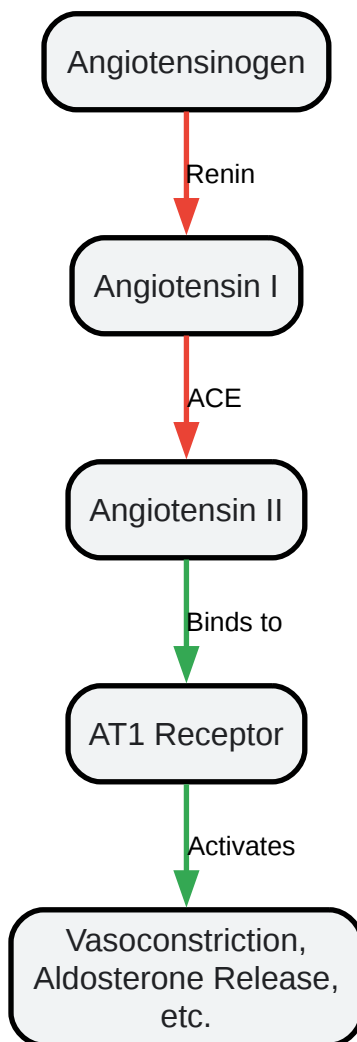 Angiotensinogen
Renin
Angiotensin I
ACE
Angiotensin II
Binds to
AT1 Receptor
Activates
Vasoconstriction,
Aldosterone Release,
etc.